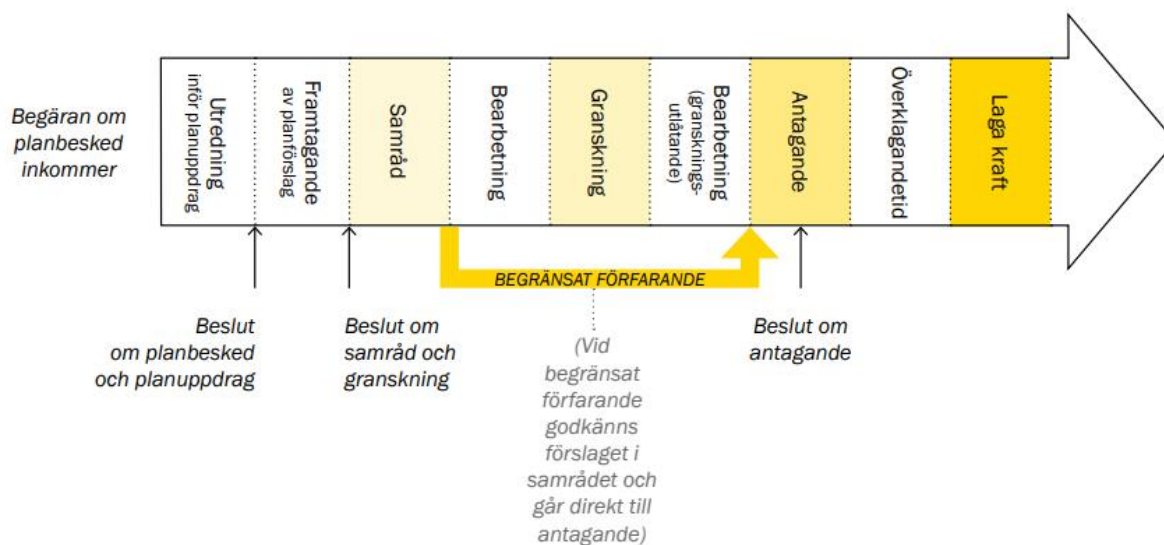 Begäran om
planbesked
inkommer
Utredning
inför planuppdrag
Framtagande
av planförslag
Samråd
Bearbetning
Granskning
Bearbetning
(gransknings-
utlåtande)
Antagande
Överklagandetid
Laga kraft
BEGRÄNSAT FÖRFARANDE
Beslut
om planbesked
och planuppdrag
Beslut om
samråd och
granskning
(Vid
begränsat
förfarande
godkänns
förslaget i
samrådet och
går direkt till
antagande)
Beslut om
antagande